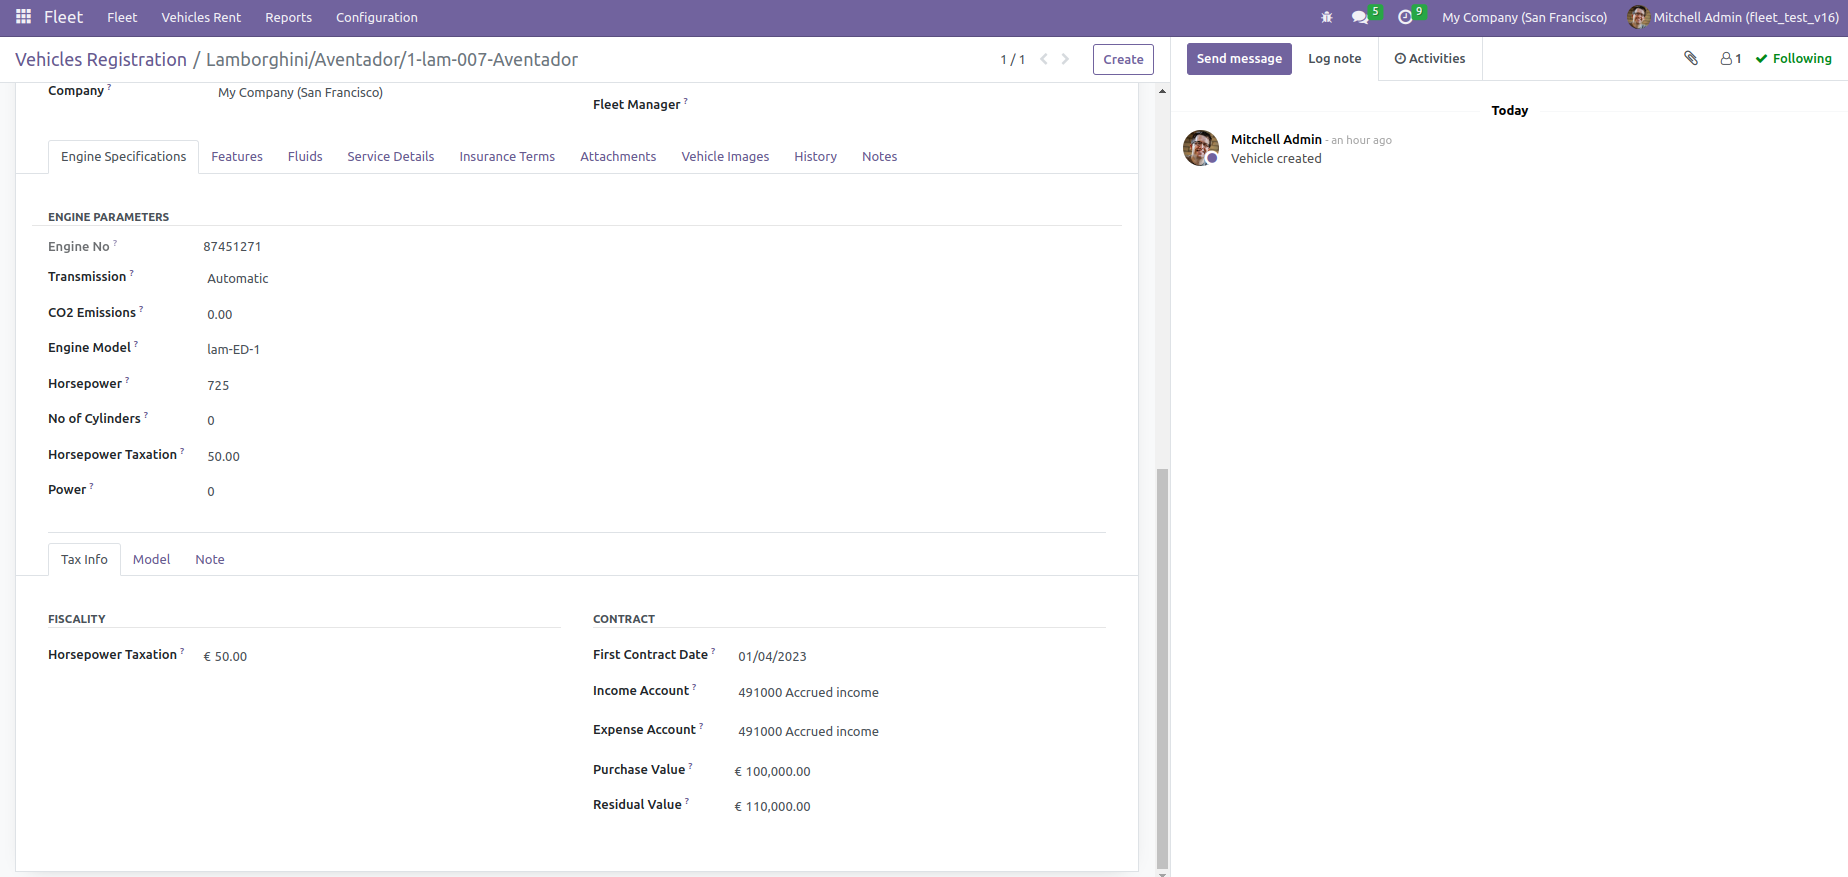 Fleet Fleet Vehicles Rent Reports Configuration 5 9 My Company (San Francisco) Mitchell Admin (fleet_test_v16)
Vehicles Registration / Lamborghini/Aventador/1-lam-007-Aventador 1 / 1 Create
Send message Log note Activities 1 Following
Company ? My Company (San Francisco)
Fleet Manager ?
Engine Specifications Features Fluids Service Details Insurance Terms Attachments Vehicle Images History Notes
ENGINE PARAMETERS
Engine No ? 87451271
Transmission ? Automatic
CO2 Emissions ? 0.00
Engine Model ? lam-ED-1
Horsepower ? 725
No of Cylinders ? 0
Horsepower Taxation ? 50.00
Power ? 0
Tax Info Model Note
FISCALITY
Horsepower Taxation ? € 50.00
CONTRACT
First Contract Date ? 01/04/2023
Income Account ? 491000 Accrued income
Expense Account ? 491000 Accrued income
Purchase Value ? € 100,000.00
Residual Value ? € 110,000.00
Today
Mitchell Admin - an hour ago
Vehicle created